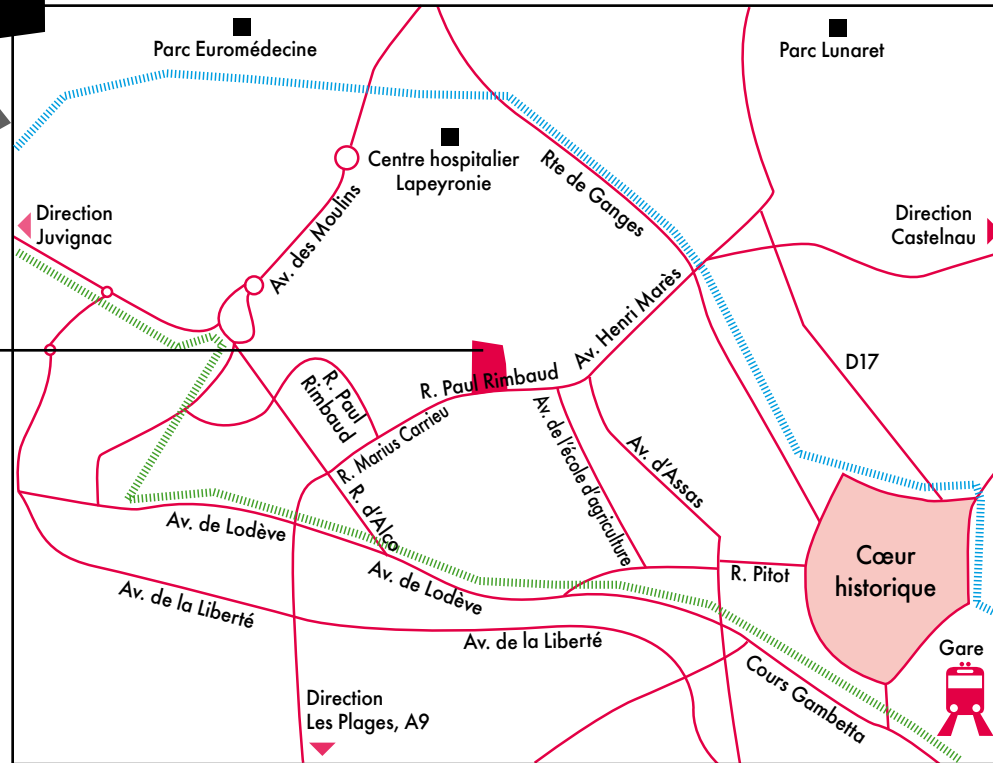 Parc Euromédecine
Parc Lunaret
Centre hospitalier
Lapeyronie
Rte de Ganges
Direction
Juvignac
Direction
Castelnau
Av. des Moulins
Av. Henri Marès
D17
R. Paul Rimbaud
R. Paul
Rimbaud
R. Marius Carrieu
Av. de l'école d'agriculture
Av. d'Assas
R. d'Alco
Av. de Lodève
Cœur
historique
R. Pitot
Av. de Lodève
Av. de la Liberté
Av. de la Liberté
Gare
Cours Gambetta
Direction
Les Plages, A9